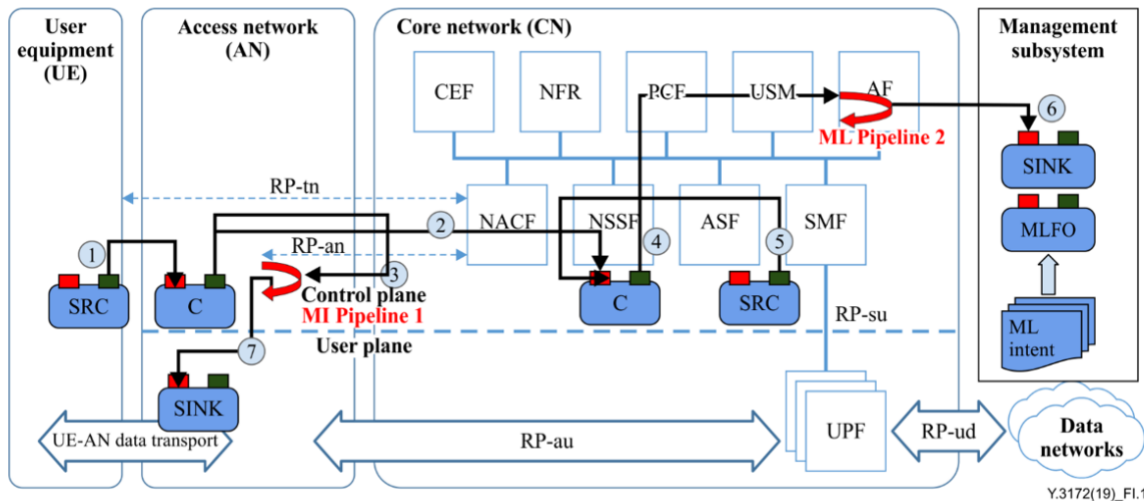 User
equipment
(UE)
Access network
(AN)
Core network (CN)
Management
subsystem
CEF
NFR
PCF
USM
AF
ML Pipeline 2
6
SINK
MLFO
ML
intent
RP-tn
NACF
NSSF
ASF
SMF
1
2
RP-an
3
4
5
SRC
C
Control plane
MI Pipeline 1
C
SRC
RP-su
User plane
7
SINK
UE-AN data transport
RP-au
UPF
RP-ud
Data
networks
Y.3172(19)_FI.1